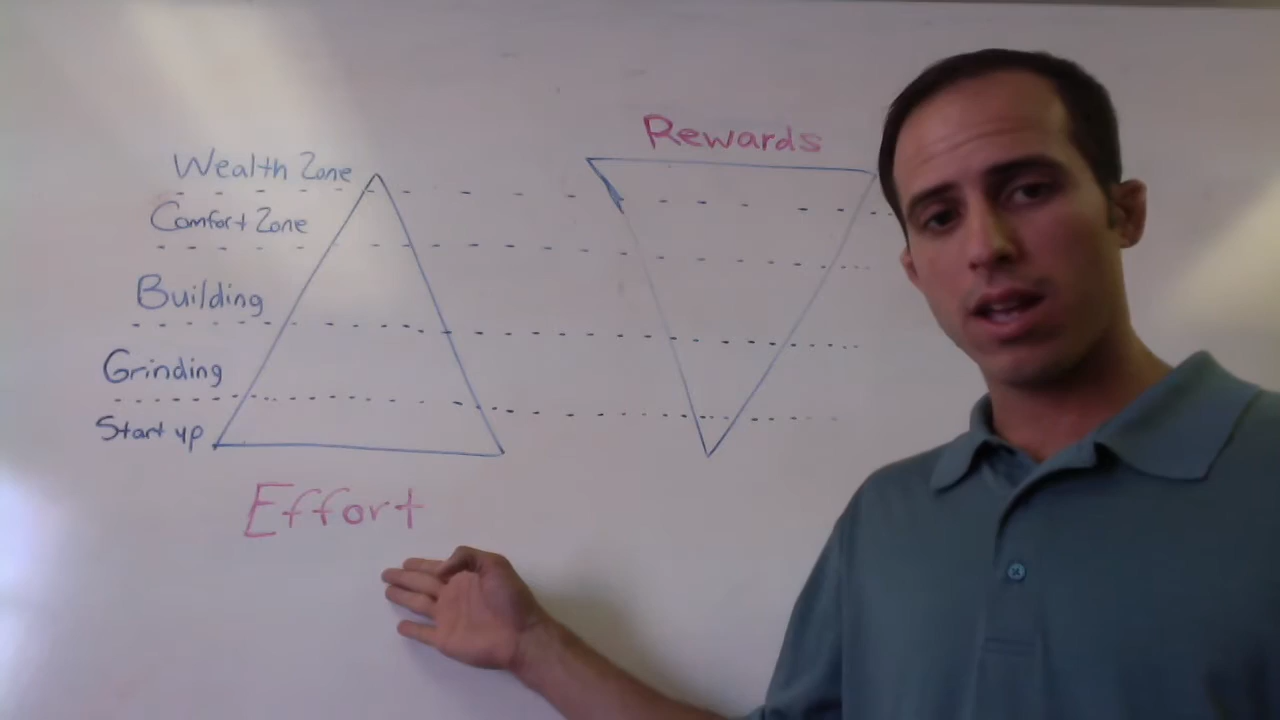 Rewards
Wealth Zone
Comfort Zone
Building
Grinding
Start up
Effort